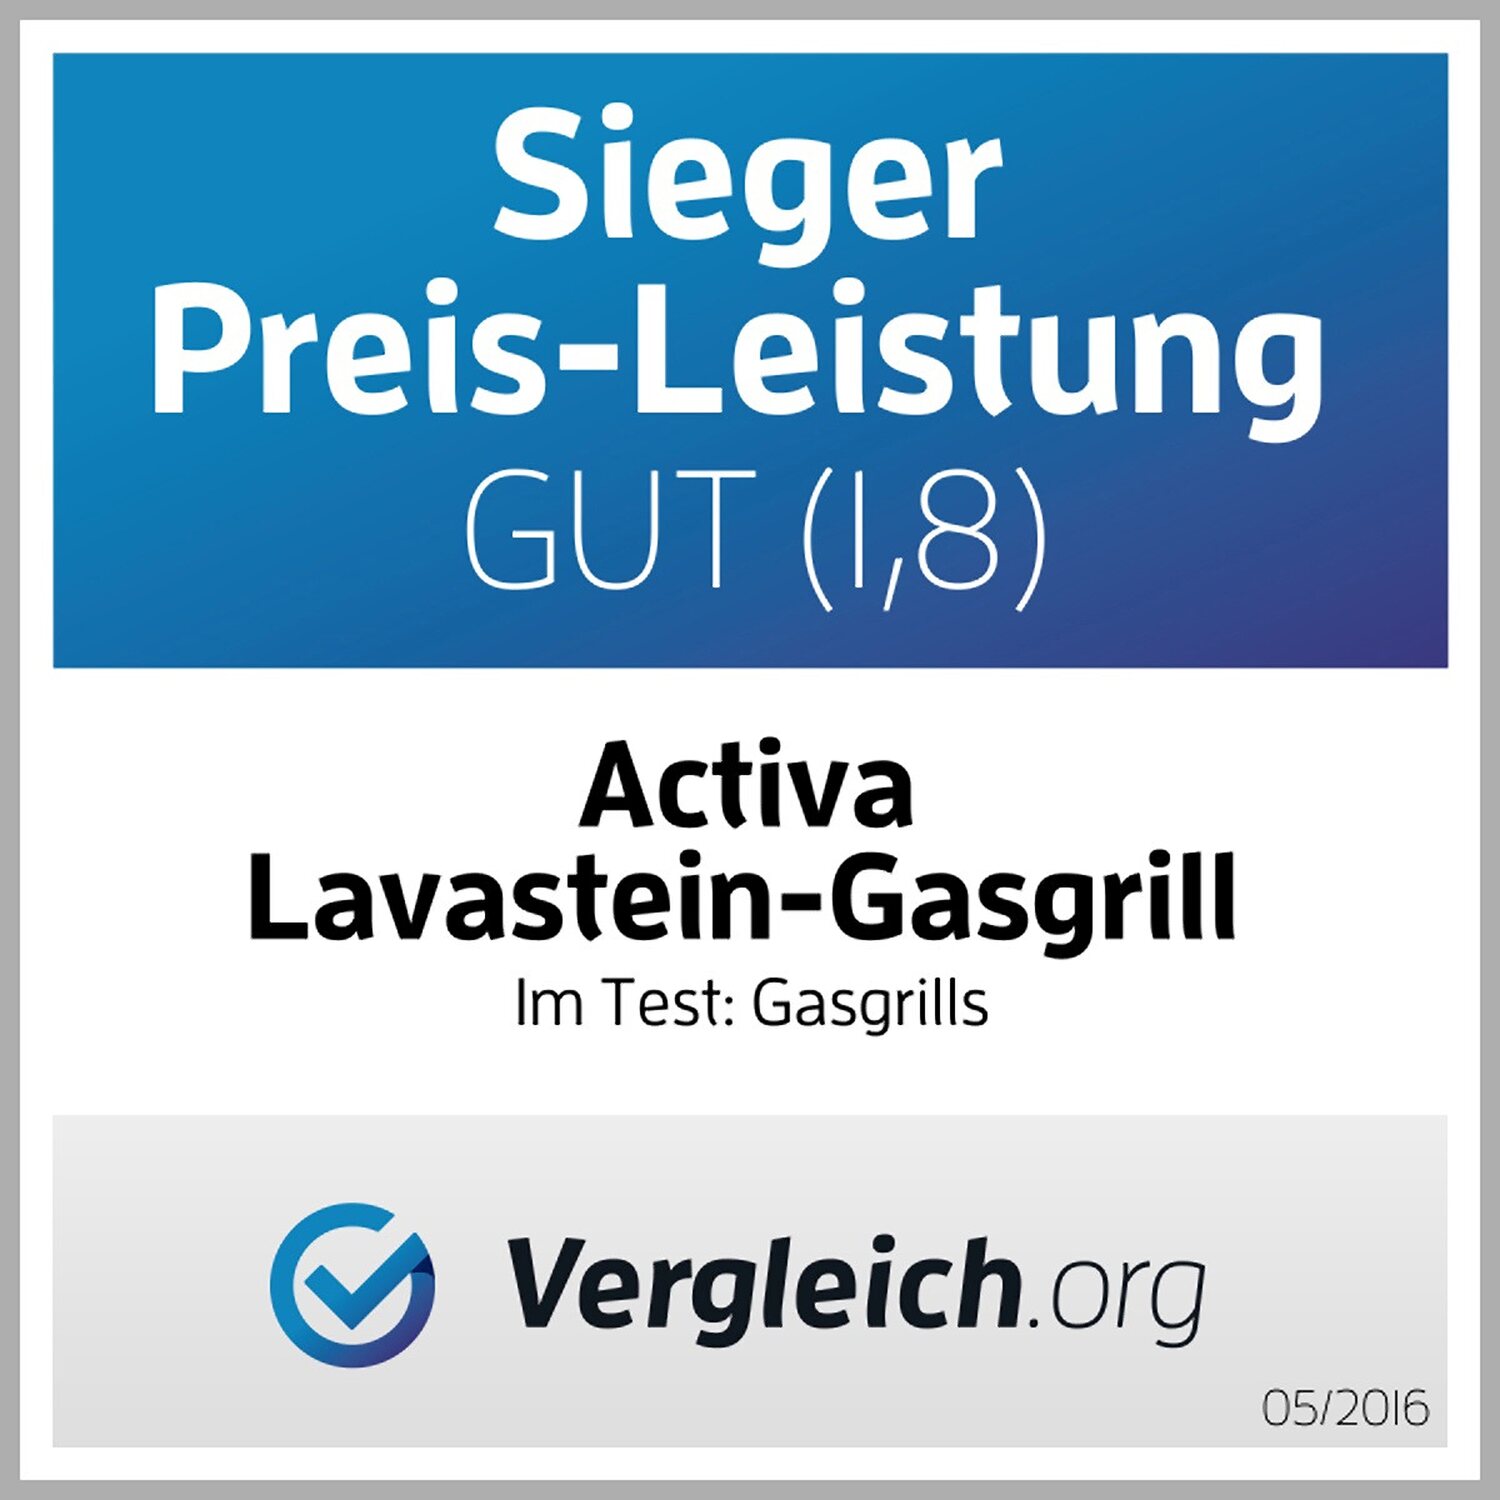 Sieger
Preis-Leistung
GUT (1,8)
Activa
Lavastein-Gasgrill
Im Test: Gasgrills
Vergleich.org
05/2016